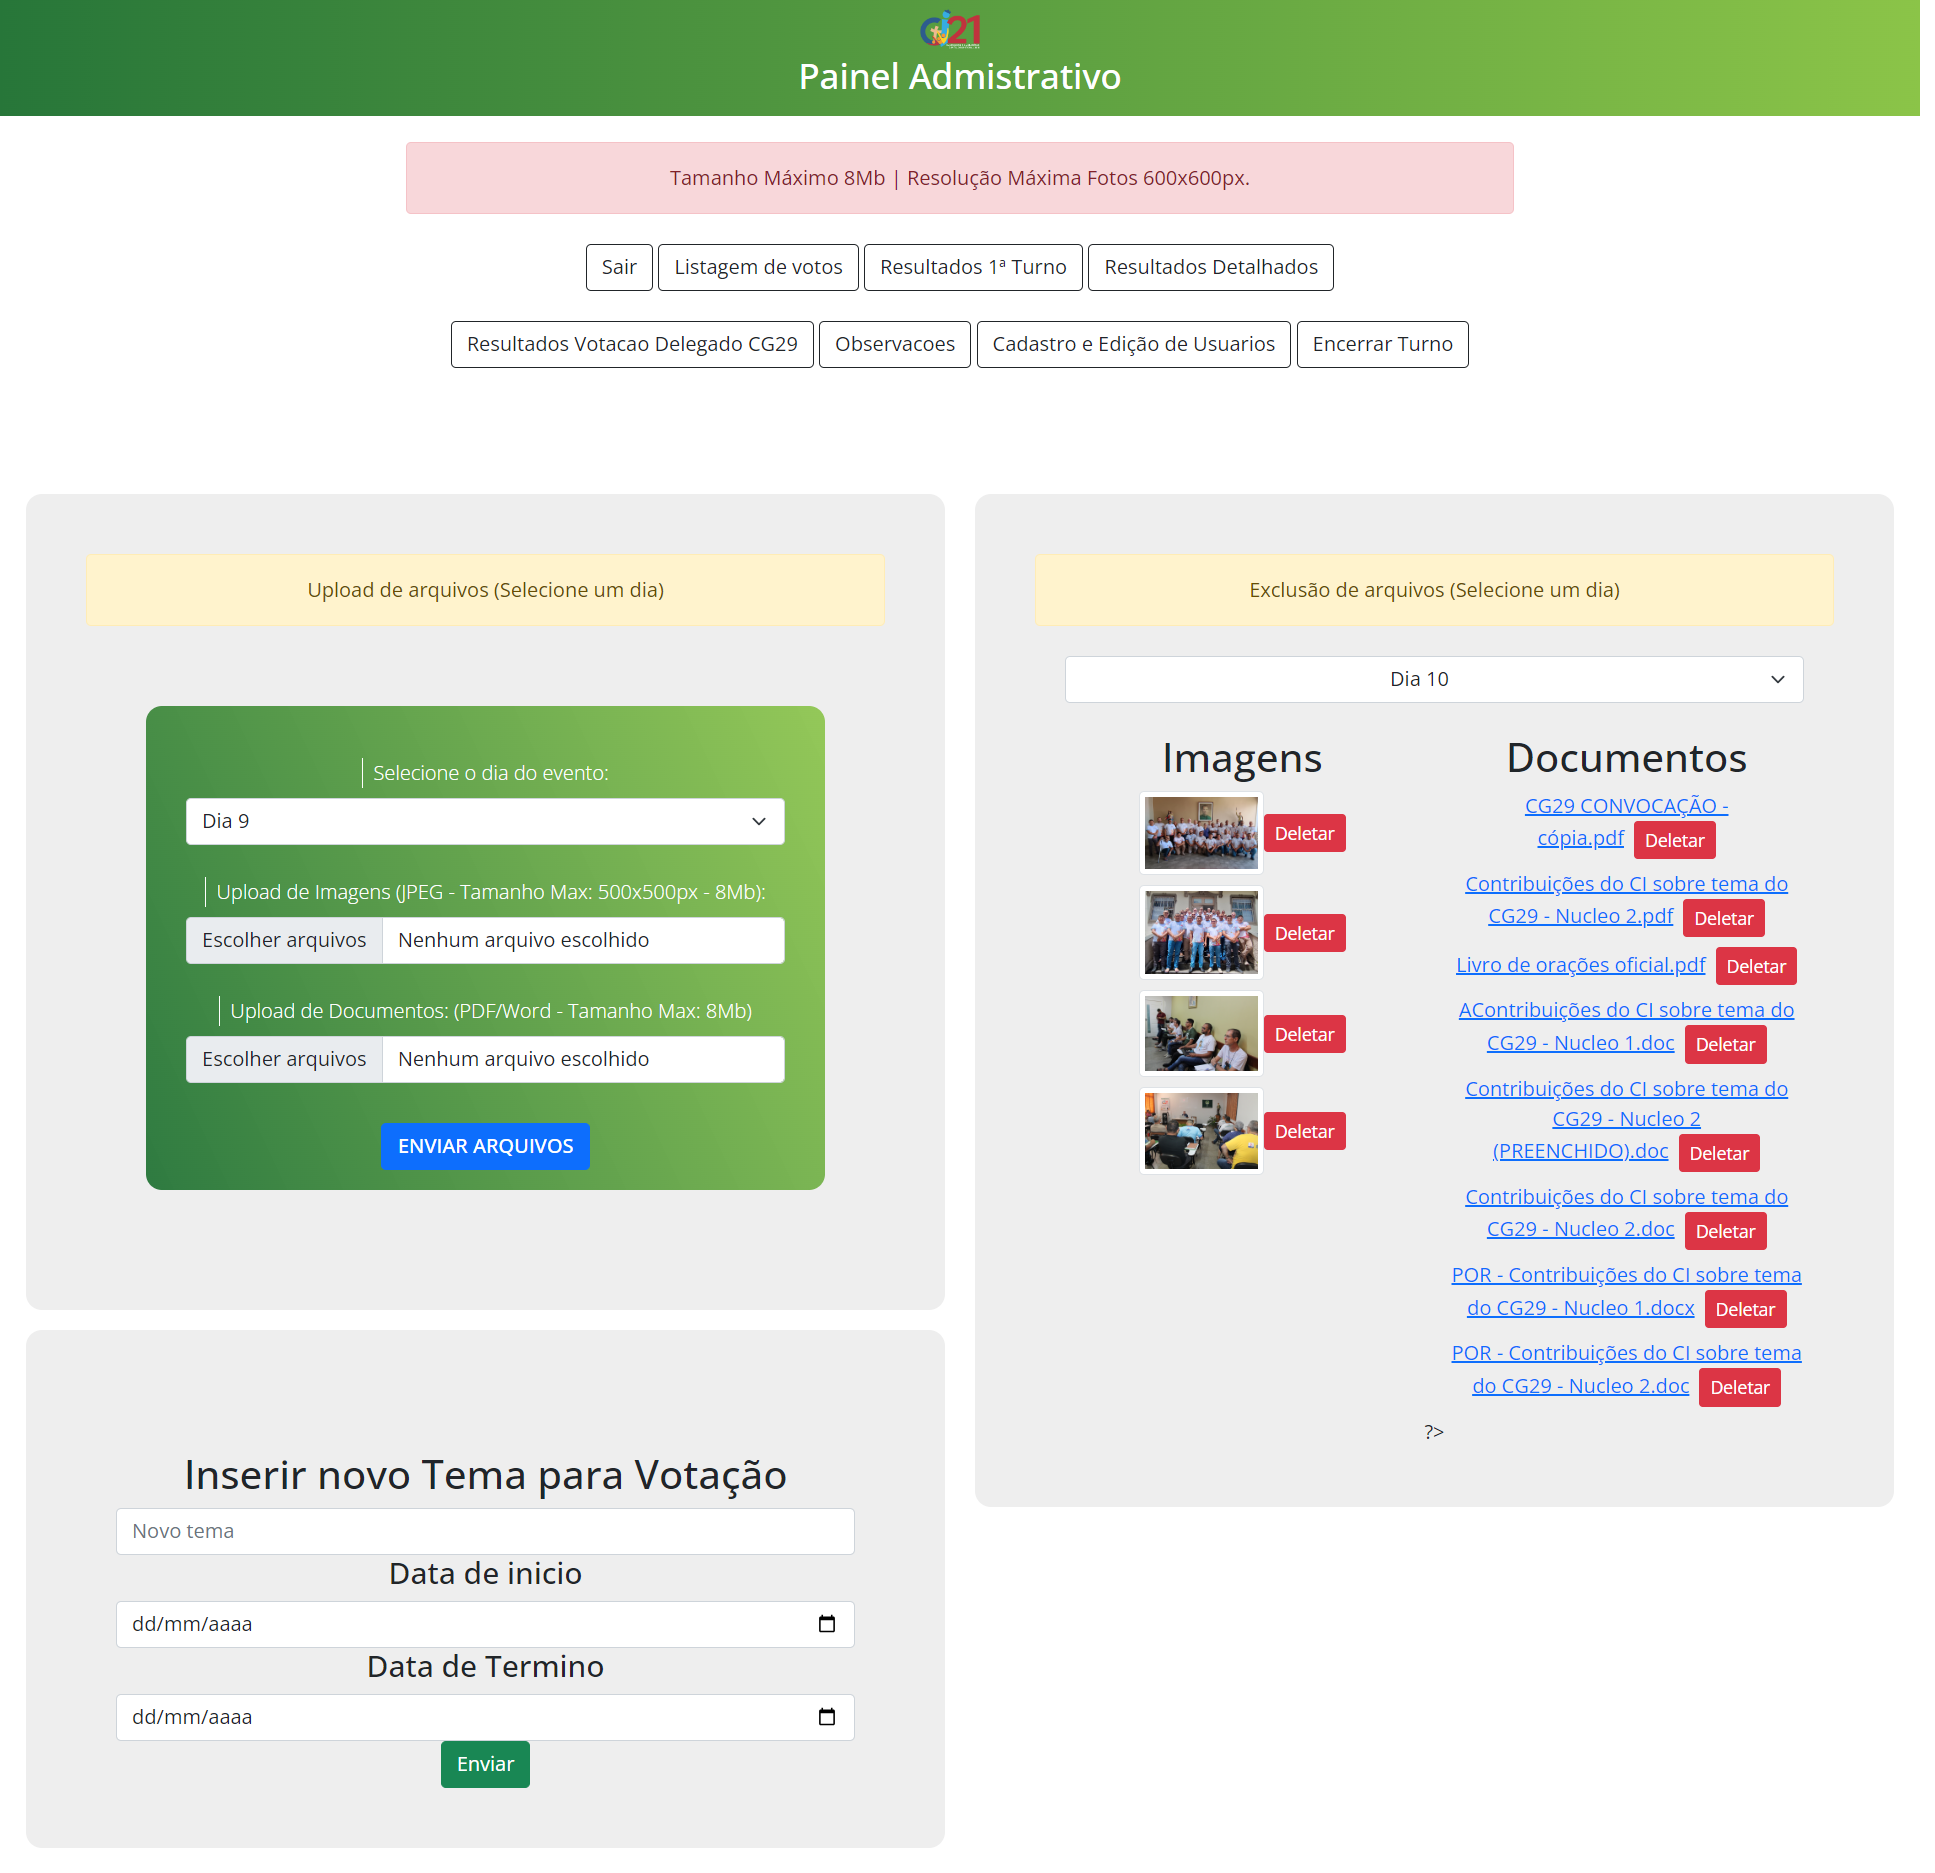 21
Painel Admistrativo
Tamanho Máximo 8Mb | Resolução Máxima Fotos 600x600px.
Sair
Listagem de votos
Resultados 1ª Turno
Resultados Detalhados
Resultados Votacao Delegado CG29
Observacoes
Cadastro e Edição de Usuarios
Encerrar Turno
Upload de arquivos (Selecione um dia)
Selecione o dia do evento:
Dia 9
Upload de Imagens (JPEG - Tamanho Max: 500x500px - 8Mb):
Escolher arquivos Nenhum arquivo escolhido
Upload de Documentos: (PDF/Word - Tamanho Max: 8Mb)
Escolher arquivos Nenhum arquivo escolhido
ENVIAR ARQUIVOS
Inserir novo Tema para Votação
Novo tema
Data de inicio
dd/mm/aaaa
Data de Termino
dd/mm/aaaa
Enviar
Exclusão de arquivos (Selecione um dia)
Dia 10
Imagens
Deletar
Deletar
Deletar
Deletar
Documentos
CG29 CONVOCAÇÃO -
cópia.pdf Deletar
Contribuições do CI sobre tema do
CG29 - Nucleo 2.pdf Deletar
Livro de orações oficial.pdf Deletar
AContribuições do CI sobre tema do
CG29 - Nucleo 1.doc Deletar
Contribuições do CI sobre tema do
CG29 - Nucleo 2
(PREENCHIDO).doc Deletar
Contribuições do CI sobre tema do
CG29 - Nucleo 2.doc Deletar
POR - Contribuições do CI sobre tema
do CG29 - Nucleo 1.docx Deletar
POR - Contribuições do CI sobre tema
do CG29 - Nucleo 2.doc Deletar
?>